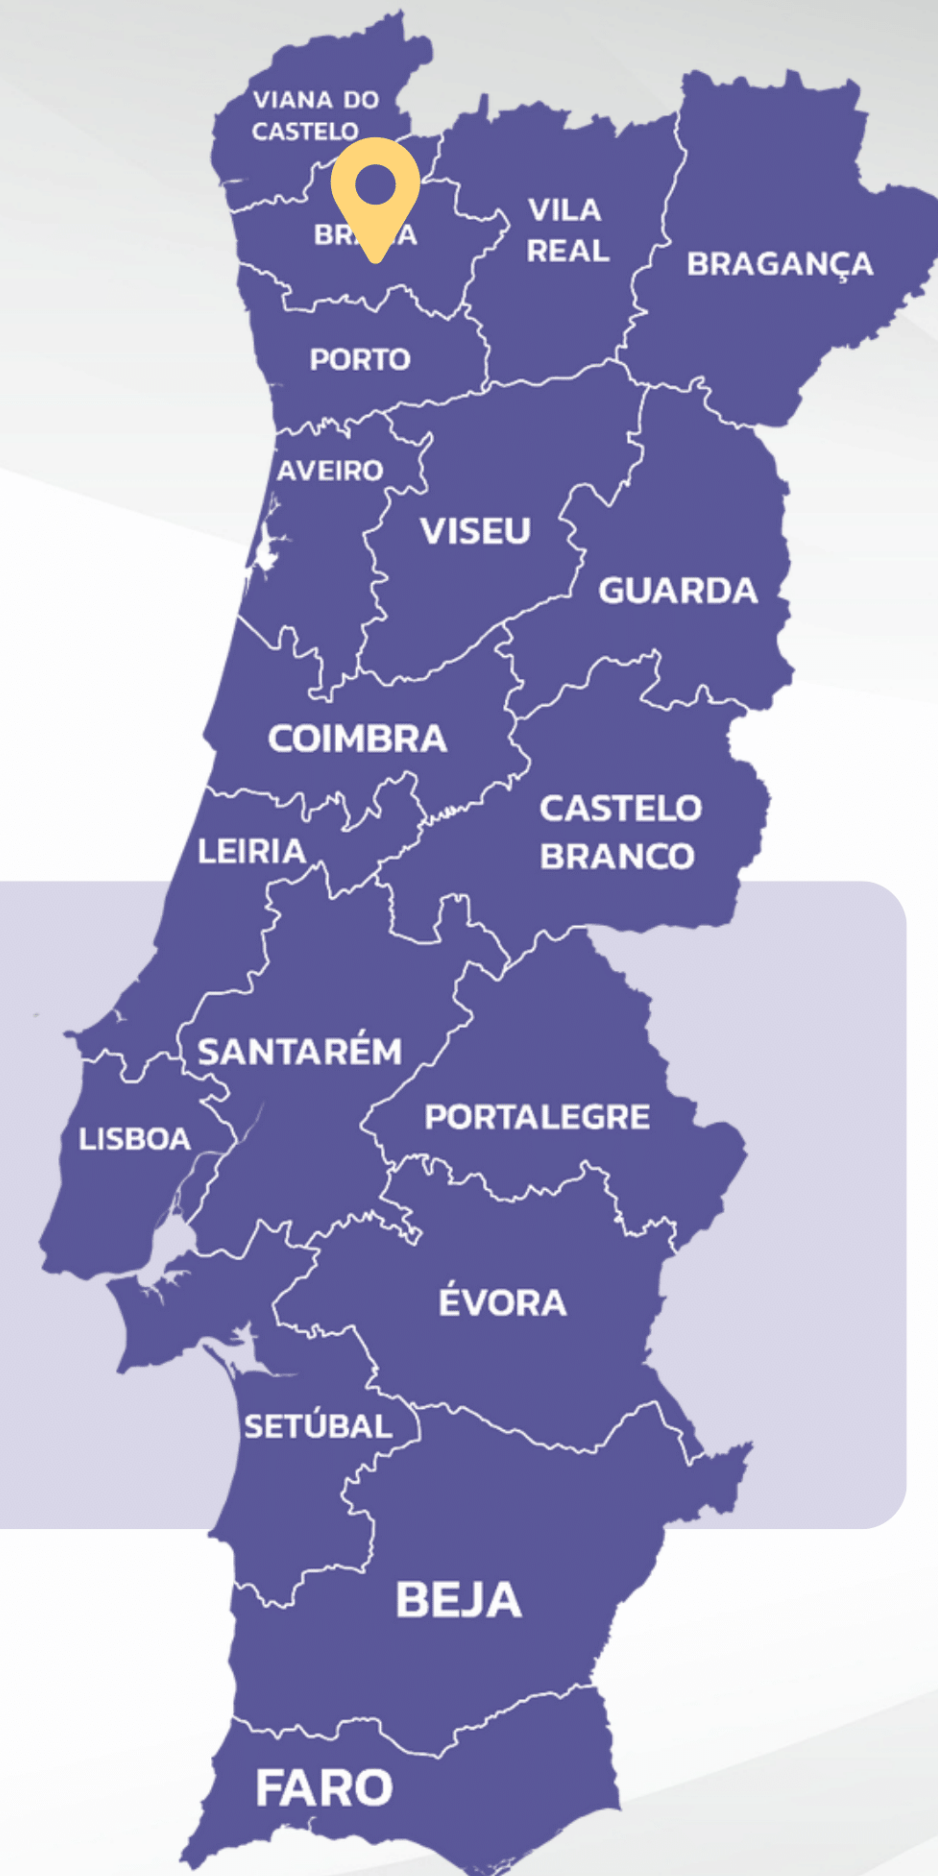 VIANA DO
CASTELO
VILA
REAL
BRAGANÇA
PORTO
AVEIRO
VISEU
GUARDA
COIMBRA
CASTELO
BRANCO
LEIRIA
SANTARÉM
PORTALEGRE
LISBOA
ÉVORA
SETÚBAL
BEJA
FARO